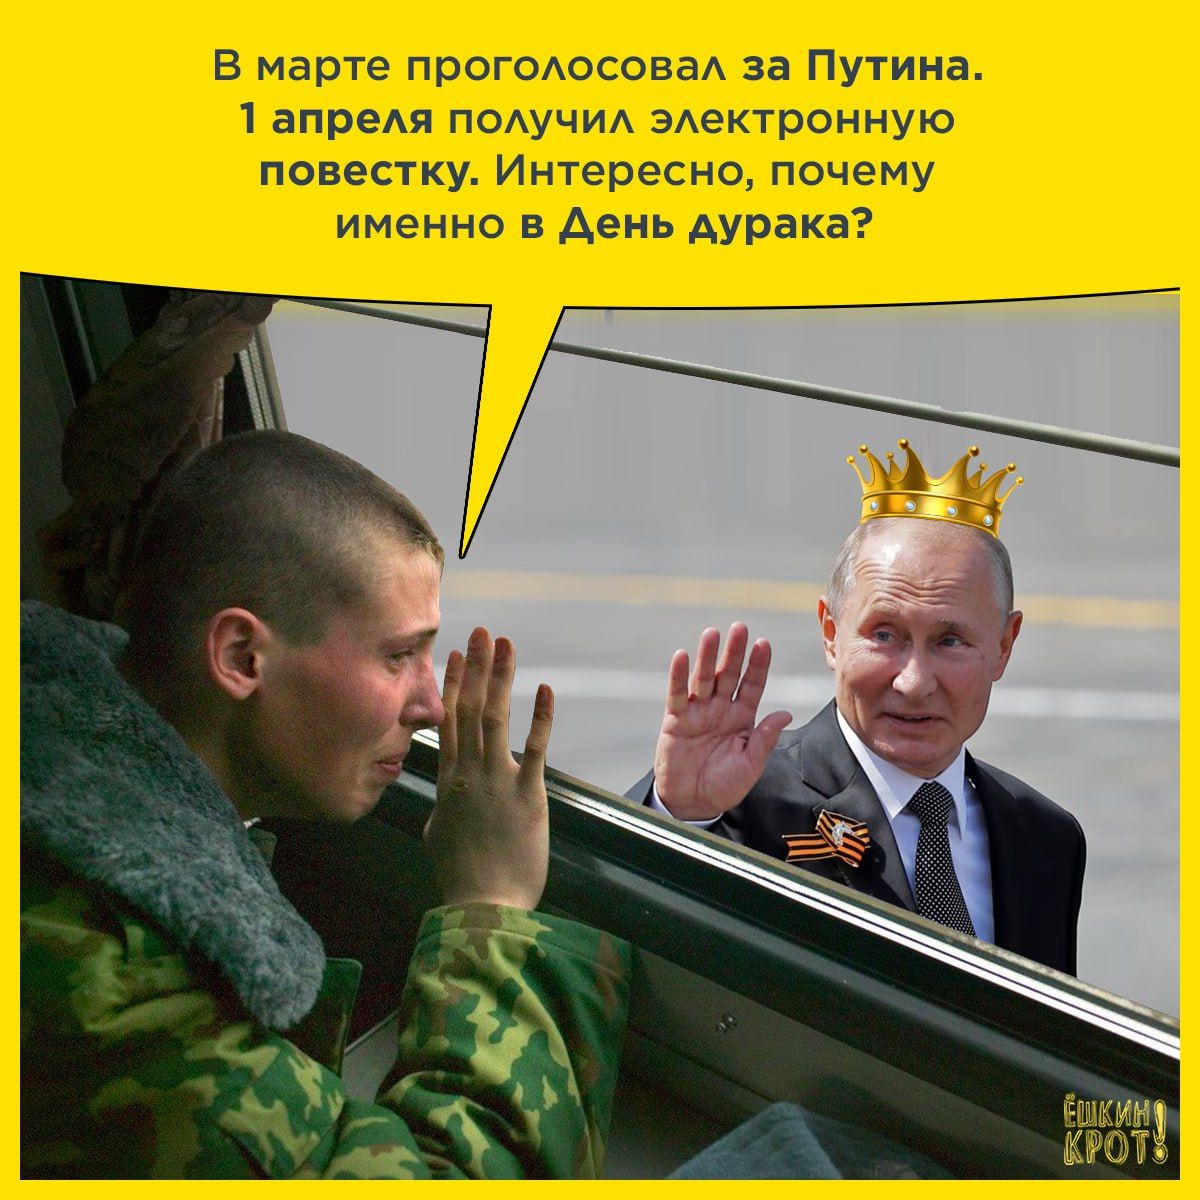 В марте проголосовал за Путина.
1 апреля получил электронную
повестку. Интересно, почему
именно в День дурака?
ЁШКИН
КРОТ!